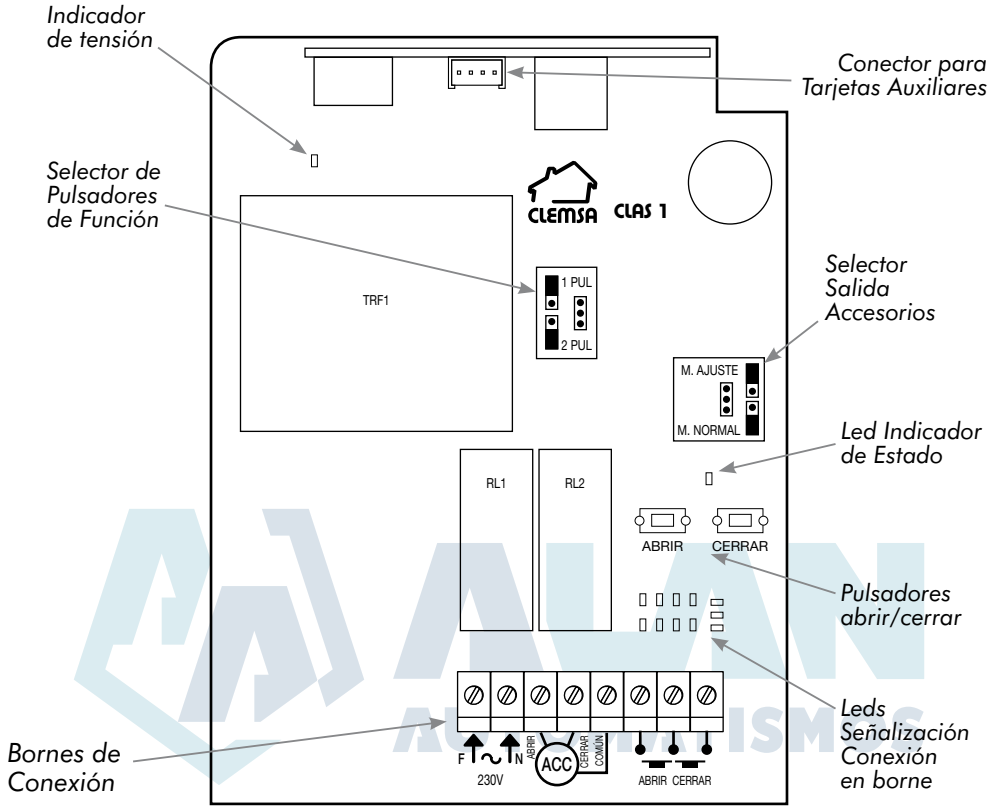 Indicador
de tensión
Conector para
Tarjetas Auxiliares
Selector de
Pulsadores
de Función
CLEMSA CLAS 1
1 PUL
2 PUL
TRF1
Selector
Salida
Accesorios
M. AJUSTE
M. NORMAL
Led Indicador
de Estado
RL1
RL2
ABRIR
CERRAR
Pulsadores
abrir/cerrar
ALAN
AUTOMATISMOS
Leds
Señalización
Conexión
en borne
Bornes de
Conexión
F
N
230V
ABRIR
ACC
CERRAR
COMÚN
ABRIR CERRAR